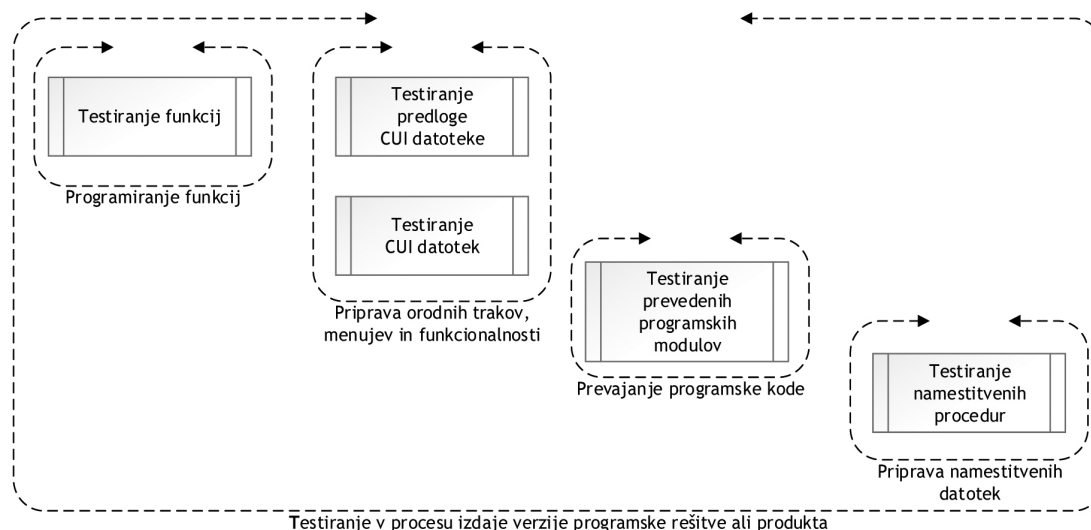 Testiranje funkcij
Programiranje funkcij
Testiranje
predloge
CUI datoteke
Testiranje
CUI datotek
Priprava orodnih trakov,
menujev in funkcionalnosti
Testiranje
prevedenih
programskih
modulov
Prevajanje programske kode
Testiranje
namestitvenih
procedur
Priprava namestitvenih
datotek
Testiranje v procesu izdaje verzije programske rešitve ali produkta